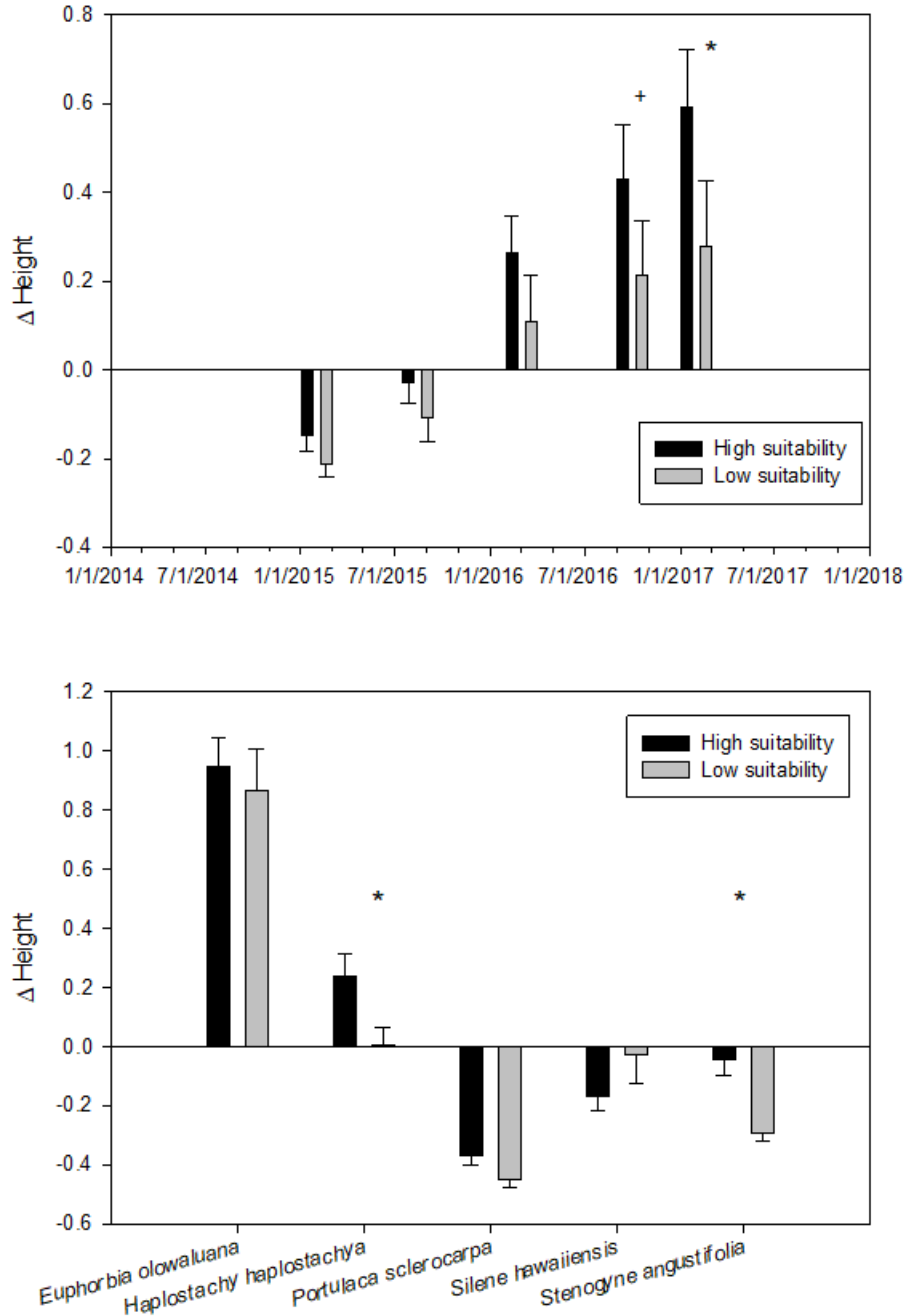 0.8
*
0.6
+
0.4
0.2
0.0
-0.2
-0.4
Δ Height
High suitability
Low suitability
1/1/2014 7/1/2014 1/1/2015 7/1/2015 1/1/2016 7/1/2016 1/1/2017 7/1/2017 1/1/2018
1.2
1.0
0.8
0.6
0.4
0.2
0.0
-0.2
-0.4
-0.6
Δ Height
High suitability
Low suitability
* *
Euphorbia olowaluana
Haplostachy haplostachya
Portulaca sclerocarpa
Silene hawaiiensis
Stenogyne angustifolia